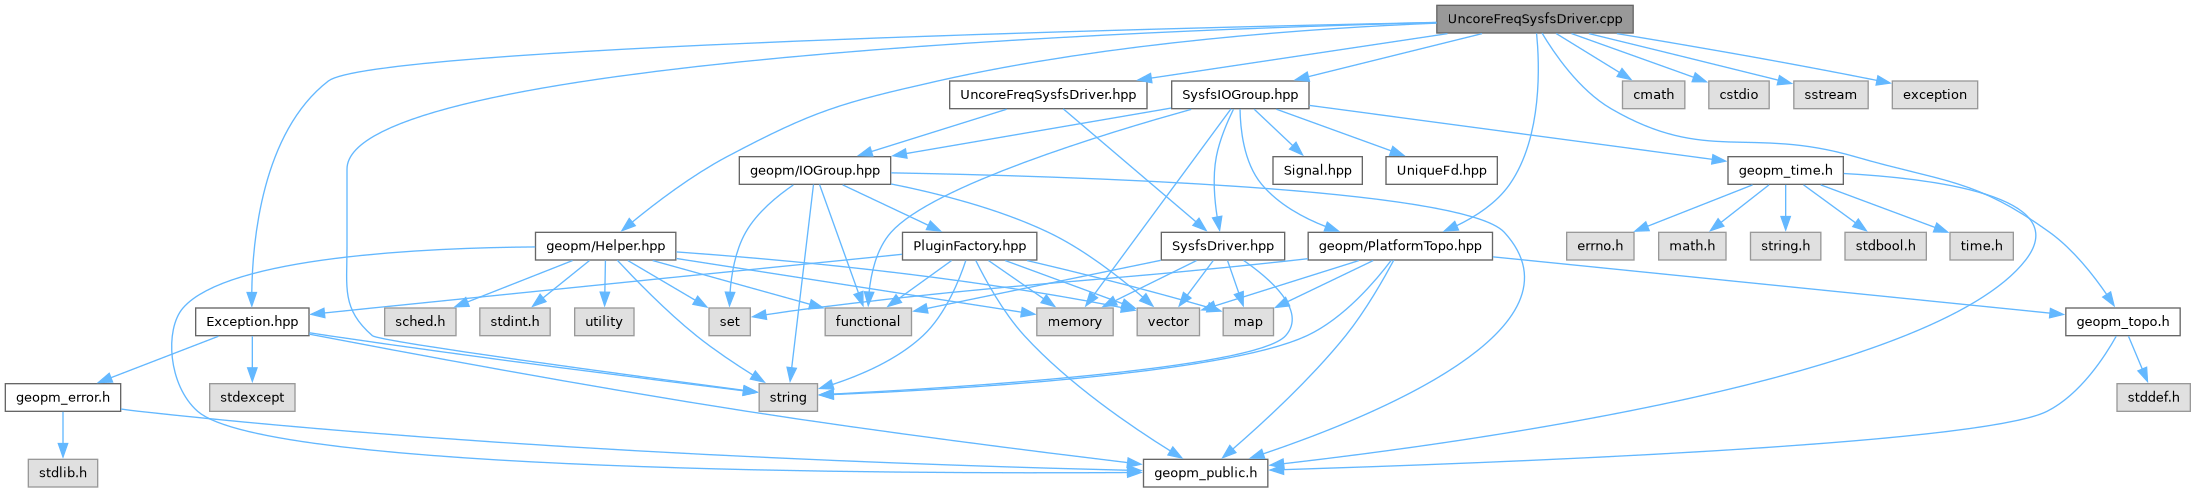 UncoreFreqSysfsDriver.cpp
UncoreFreqSysfsDriver.hpp
SysfsIOGroup.hpp
cmath
cstdio
sstream
exception
geopm/IOGroup.hpp
Signal.hpp
UniqueFd.hpp
geopm_time.h
geopm/Helper.hpp
PluginFactory.hpp
SysfsDriver.hpp
geopm/PlatformTopo.hpp
errno.h
math.h
string.h
stdbool.h
time.h
Exception.hpp
sched.h
stdint.h
utility
set
functional
memory
vector
map
geopm_topo.h
geopm_error.h
stdexcept
string
stddef.h
stdlib.h
geopm_public.h